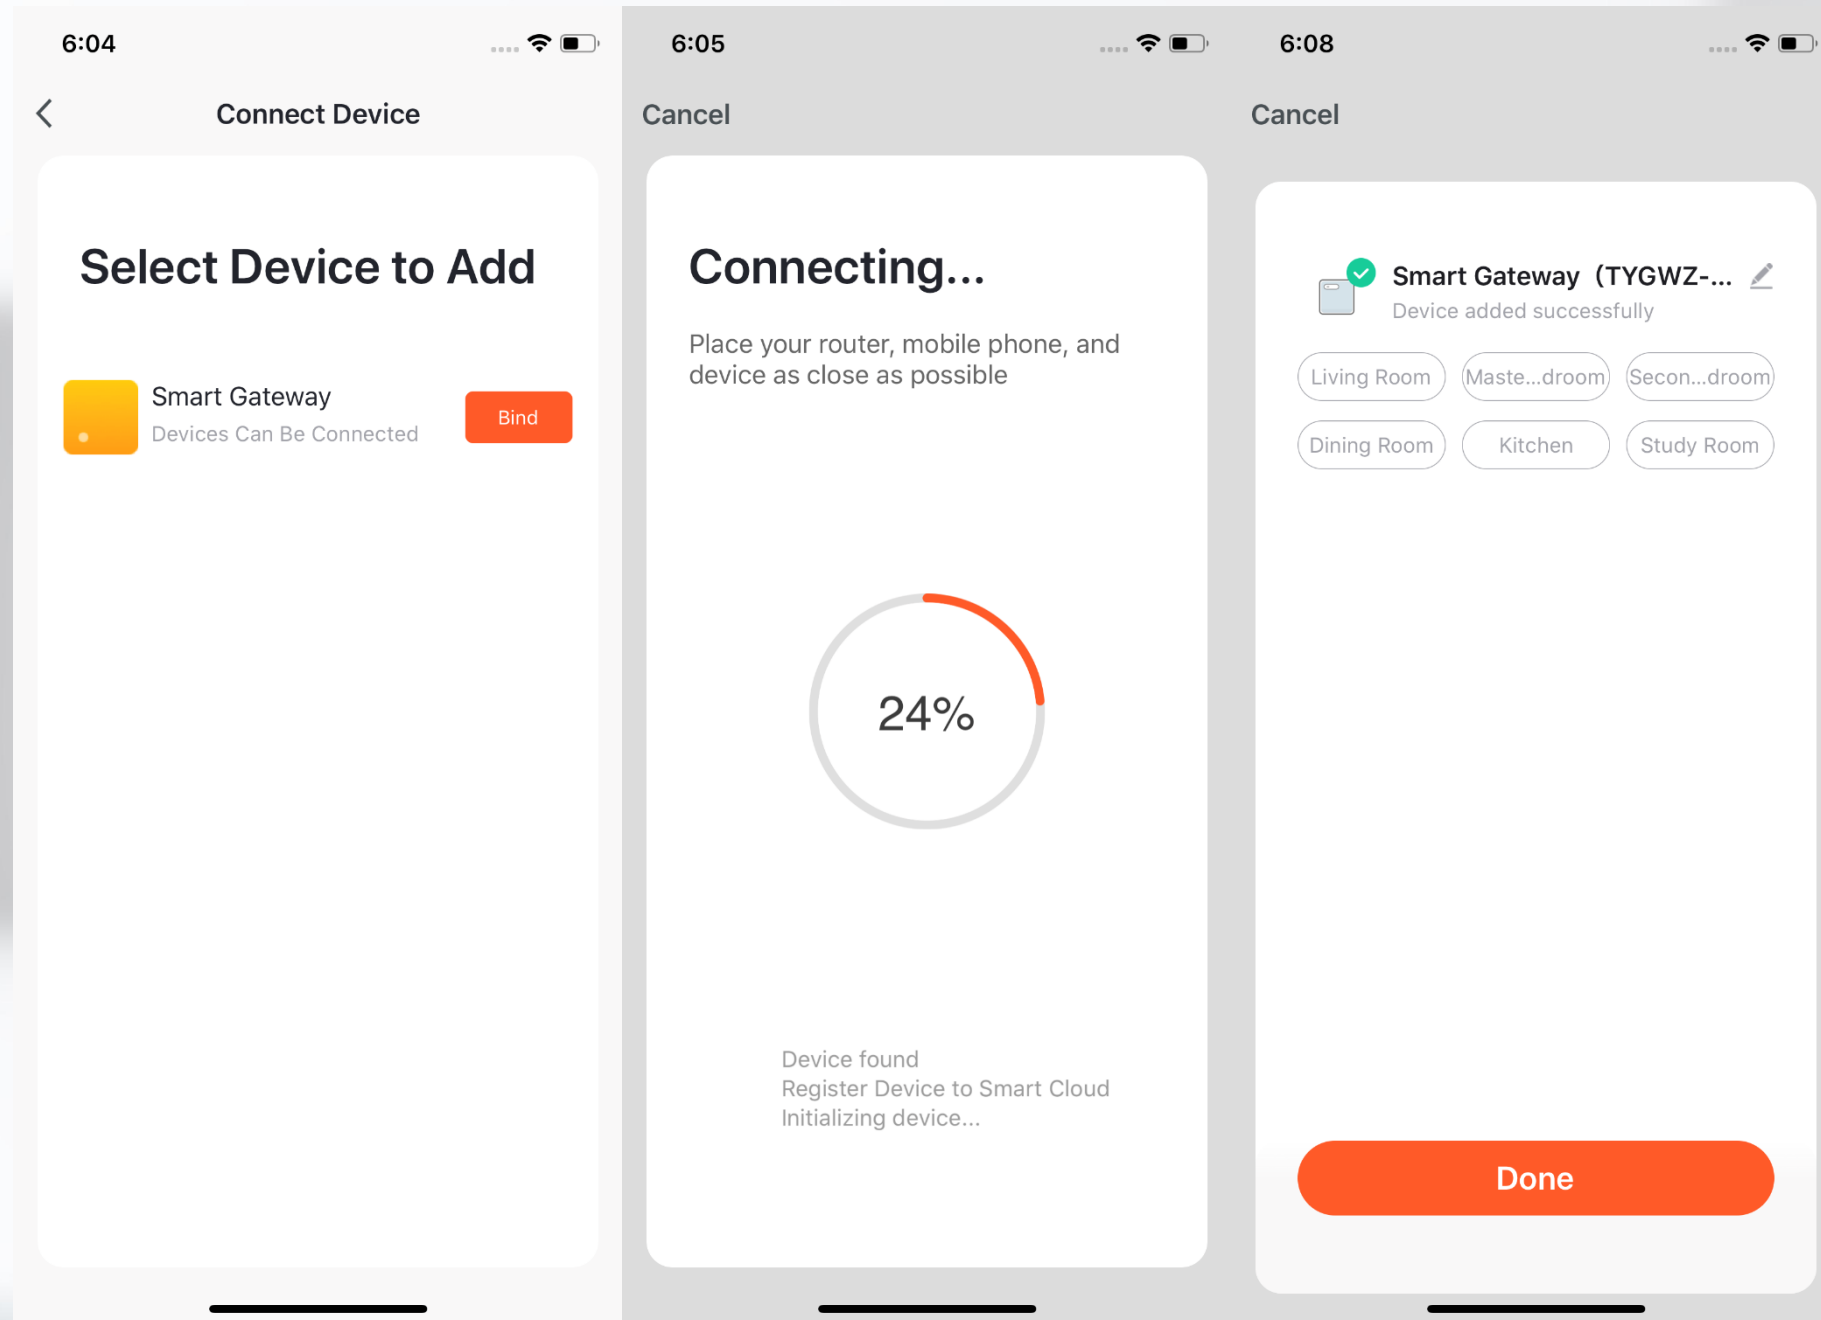 6:04
Connect Device
Select Device to Add
Smart Gateway
Devices Can Be Connected
Bind
6:05
Cancel
Connecting...
Place your router, mobile phone, and
device as close as possible
24%
Device found
Register Device to Smart Cloud
Initializing device...
6:08
Cancel
Smart Gateway（TYGWZ-...
Device added successfully
Living Room
Maste...droom
Secon...droom
Dining Room
Kitchen
Study Room
Done